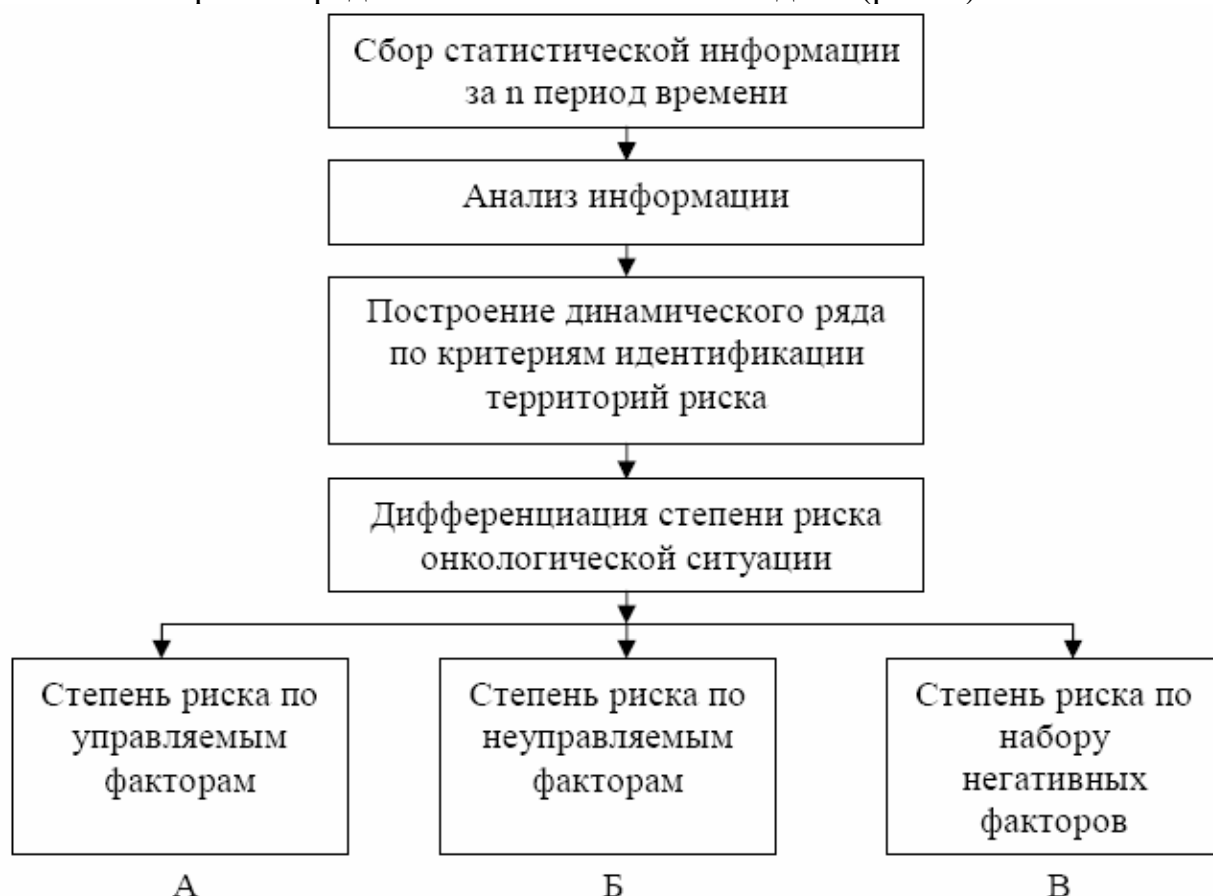 Сбор статистической информации
за n период времени
Анализ информации
Построение динамического ряда
по критериям идентификации
территорий риска
Дифференциация степени риска
онкологической ситуации
Степень риска по
управляемым
факторам
Степень риска по
неуправляемым
факторам
Степень риска по
набору
негативных
факторов
А
Б
В